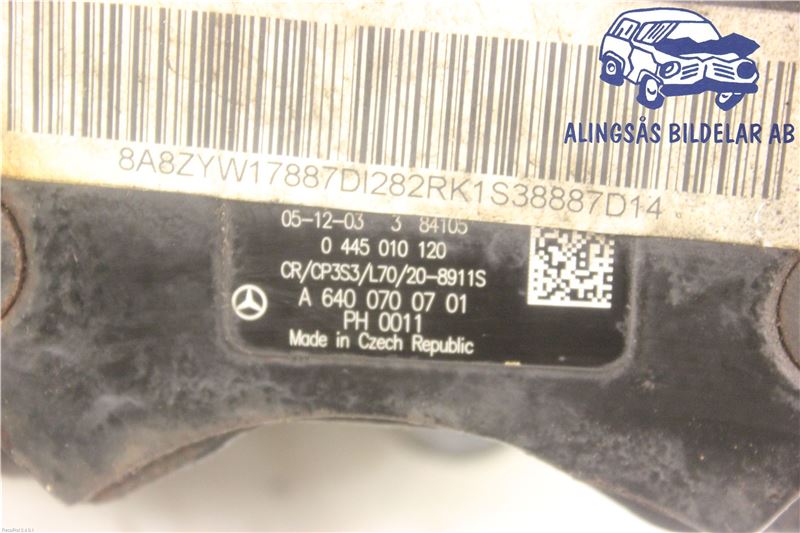 ALINGSÅS BILDELAR AB
8A8ZYW17887DI282RK1S38887D14
05-12-03 3 84105
0 445 010 120
CR/CP3S3/L70/20-8911S
A 640 070 07 01
PH 0011
Made in Czech Republic